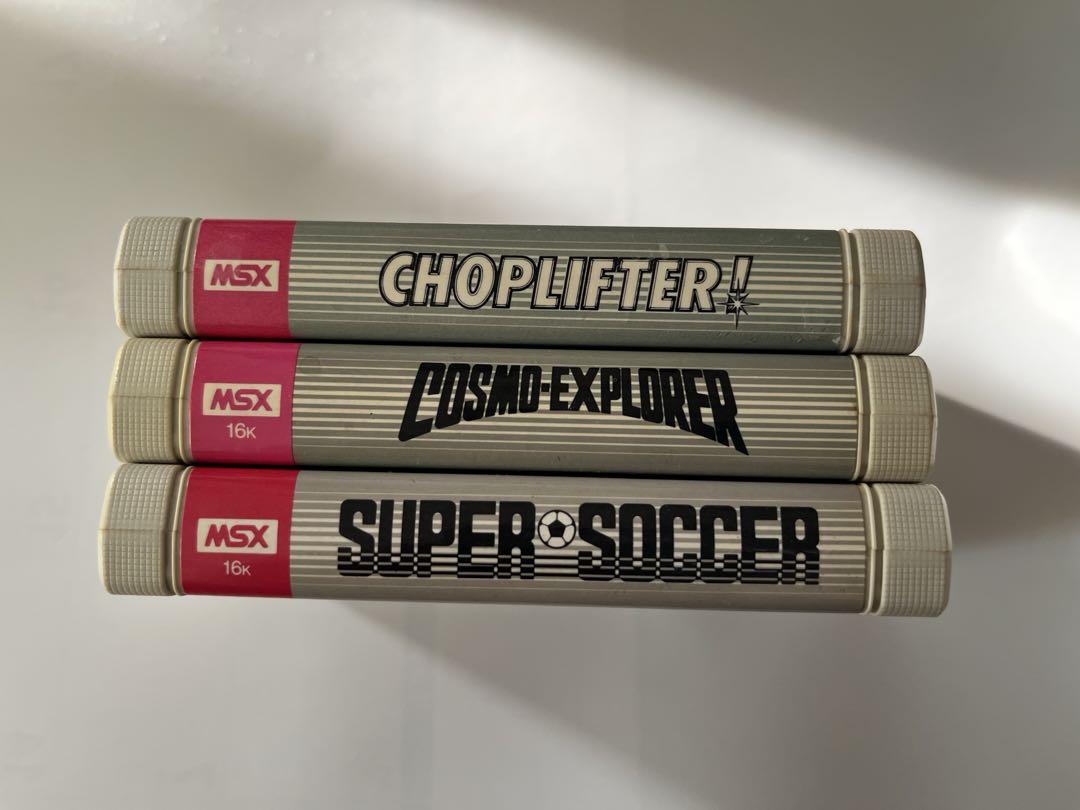 MSX
CHOPLIFTER!
MSX
16K
COSMO-EXPLORER
MSX
16K
SUPER SOCCER